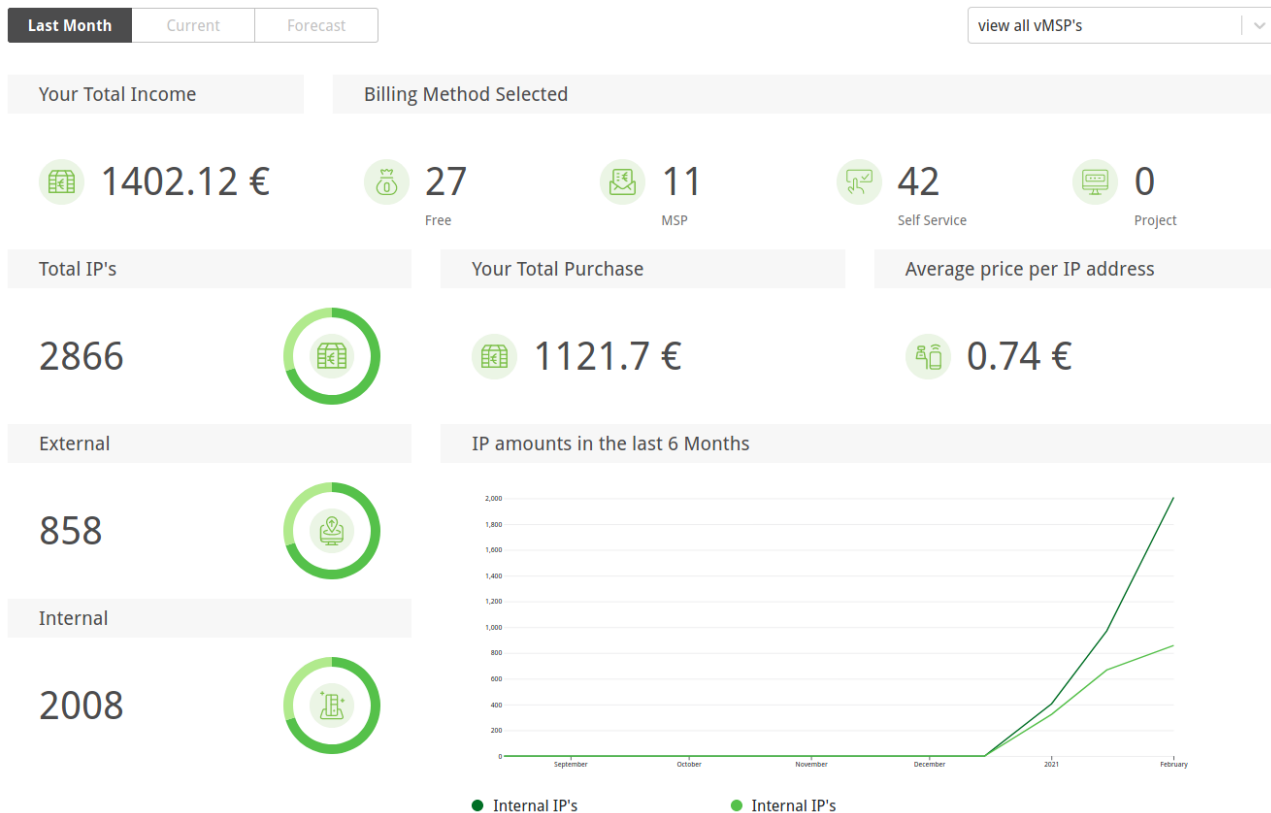 Last Month Current Forecast view all vMSP's
Your Total Income Billing Method Selected
1402.12 € 27 11 42 0
Free MSP Self Service Project
Total IP's Your Total Purchase Average price per IP address
2866 1121.7 € 0.74 €
External IP amounts in the last 6 Months
858
Internal
2008
2,000
1,800
1,600
1,400
1,200
1,000
800
600
400
200
0
September October November December 2021 February
Internal IP's Internal IP's